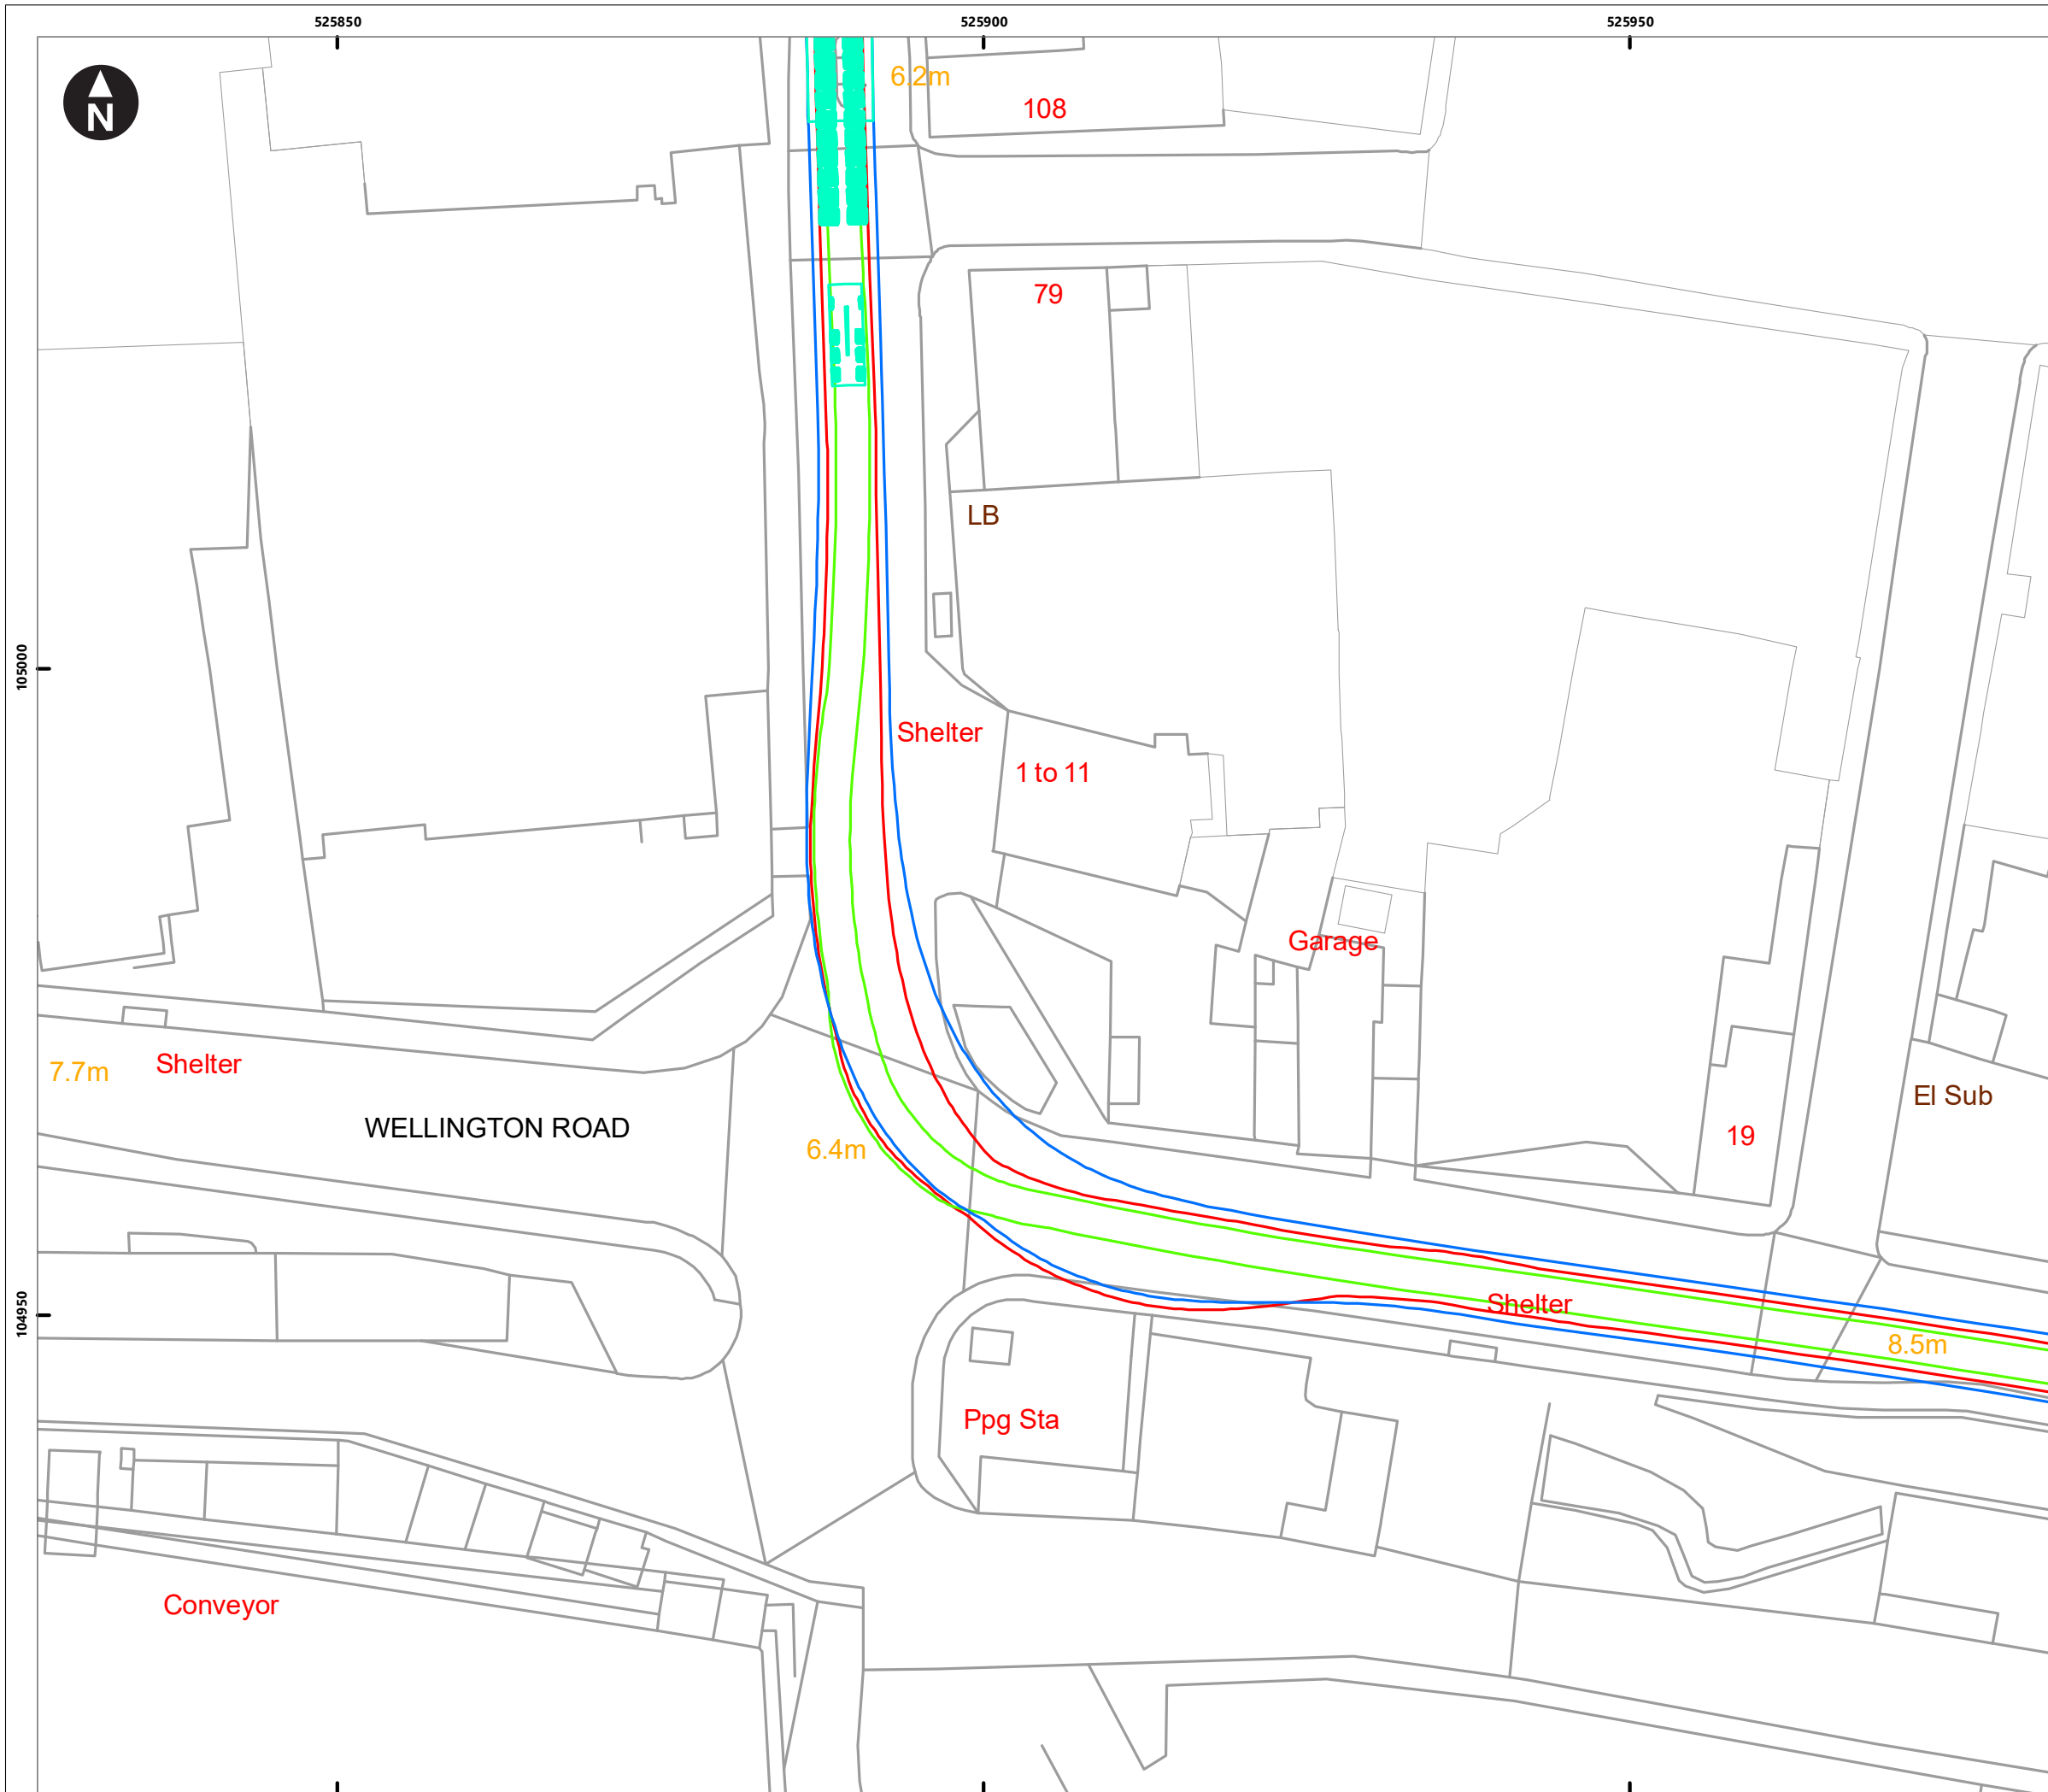 525850
525900
525950
N
6.2m
108
79
LB
105000
Shelter
1 to 11
Garage
7.7m
Shelter
El Sub
WELLINGTON ROAD
6.4m
19
104950
Shelter
8.5m
Ppg Sta
Conveyor